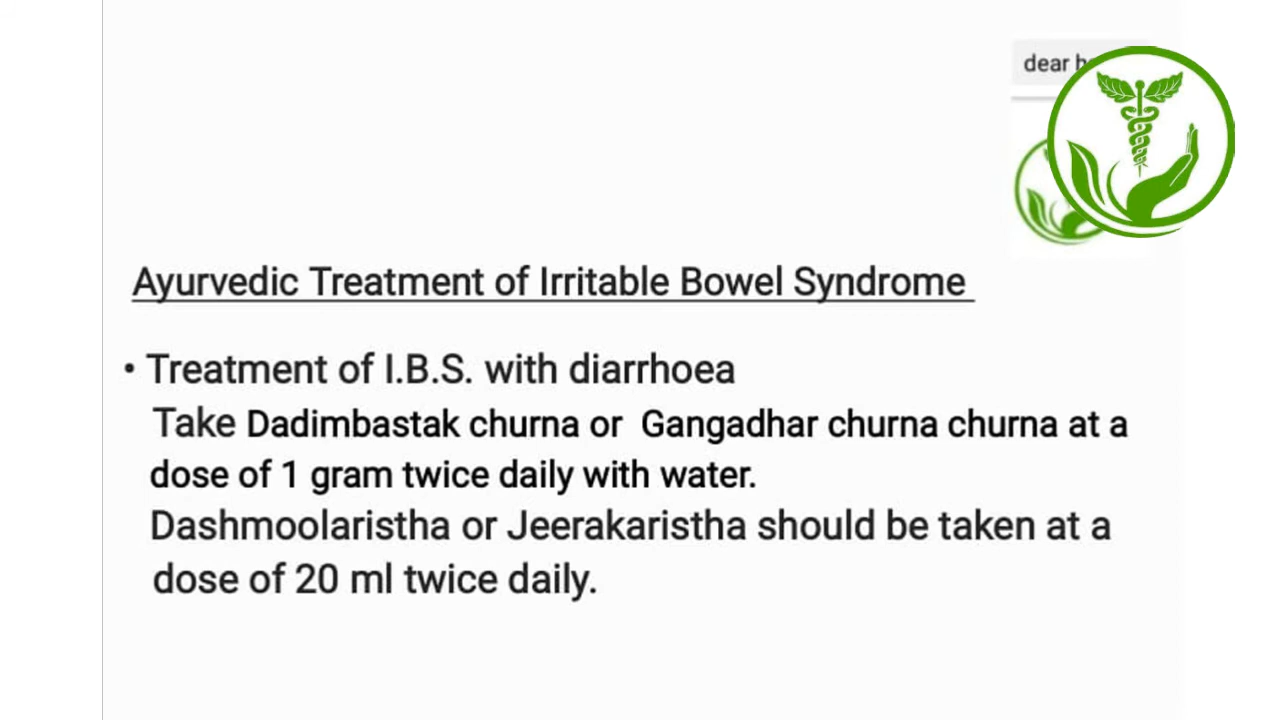 dear
Ayurvedic Treatment of Irritable Bowel Syndrome
• Treatment of I.B.S. with diarrhoea
Take Dadimbastak churna or Gangadhar churna churna at a
dose of 1 gram twice daily with water.
Dashmoolaristha or Jeerakaristha should be taken at a
dose of 20 ml twice daily.